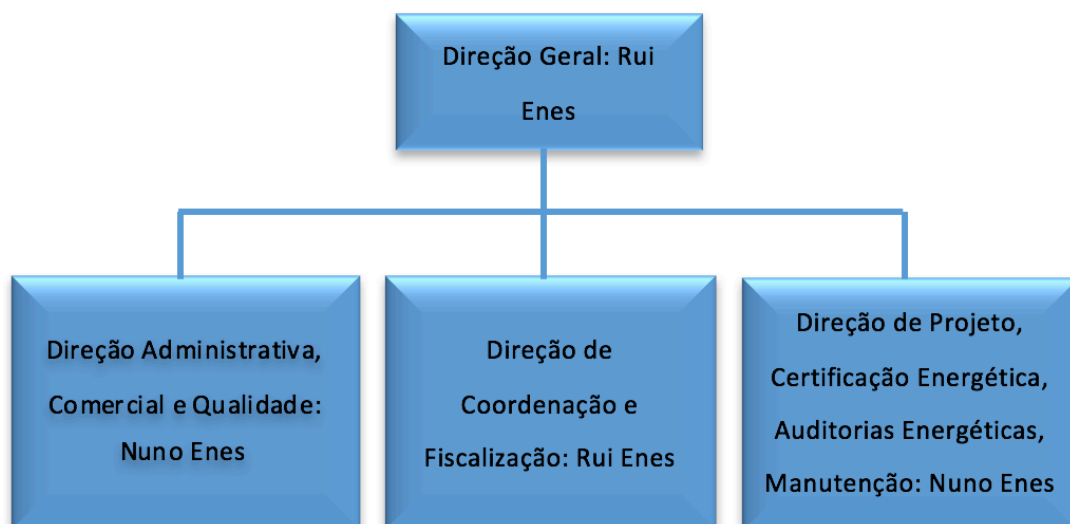 Direção Geral: Rui
Enes
Direção Administrativa,
Comercial e Qualidade:
Nuno Enes
Direção de
Coordenação e
Fiscalização: Rui Enes
Direção de Projeto,
Certificação Energética,
Auditorias Energéticas,
Manutenção: Nuno Enes